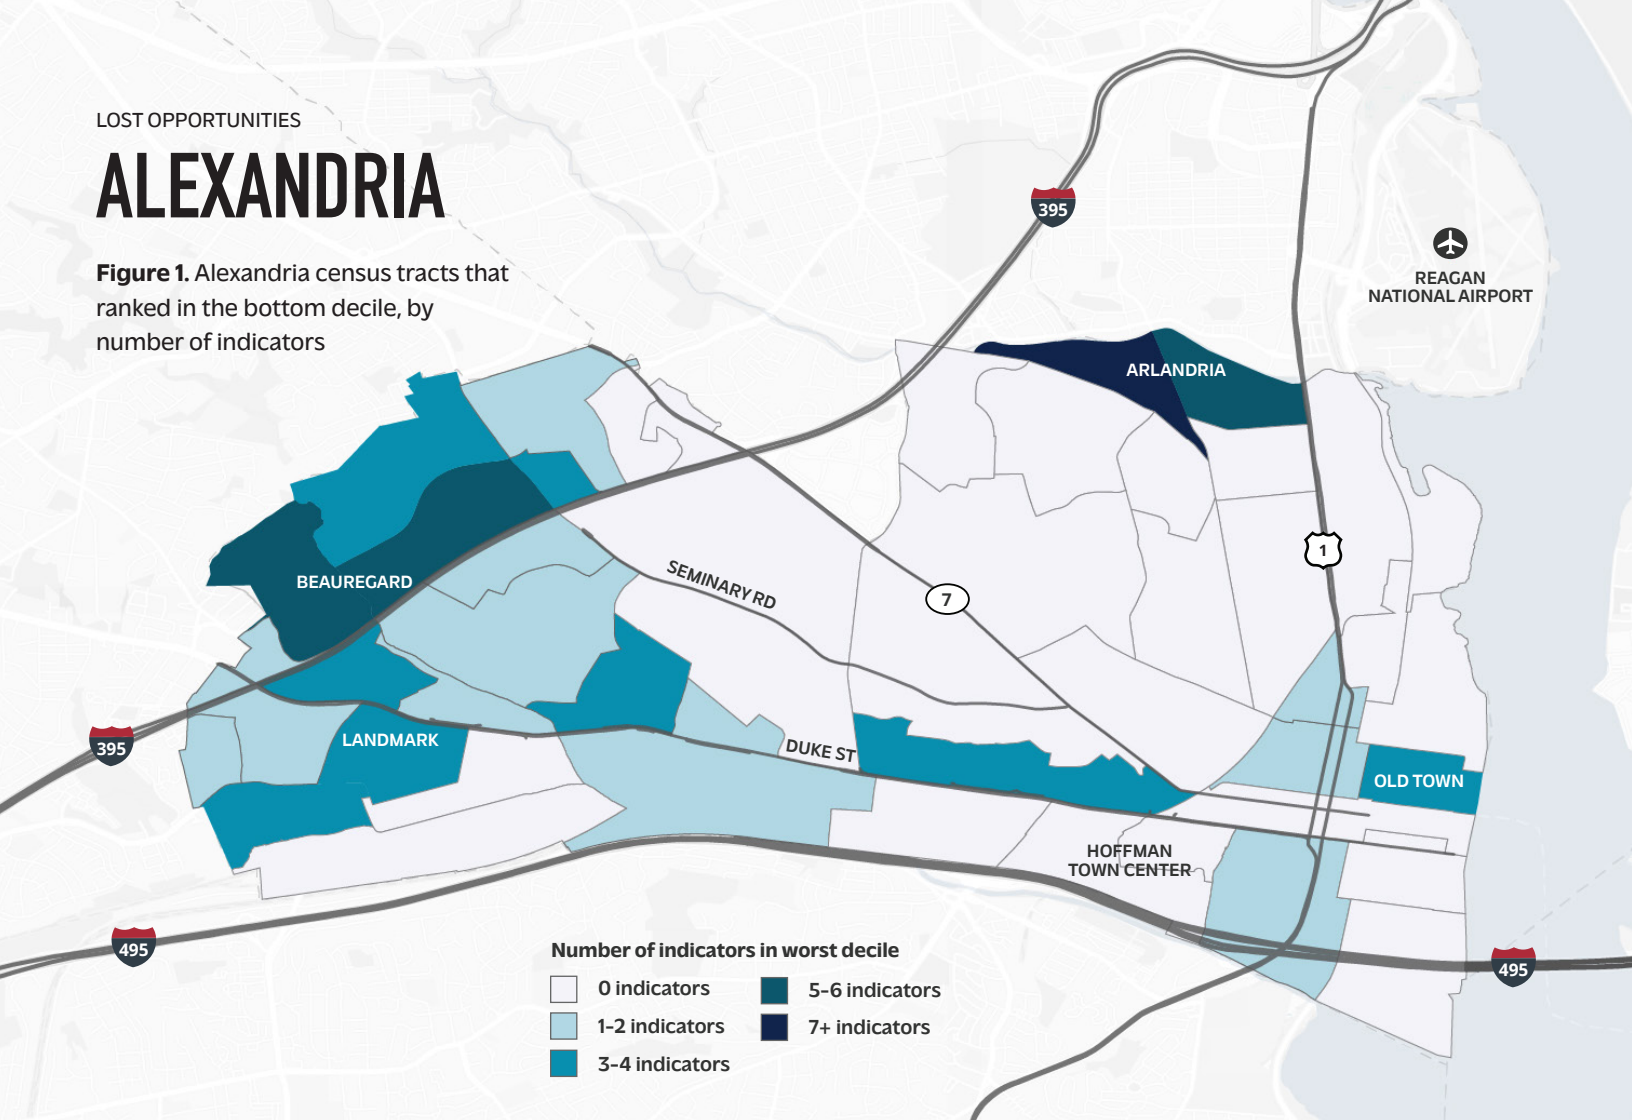 LOST OPPORTUNITIES
ALEXANDRIA
Figure 1. Alexandria census tracts that
ranked in the bottom decile, by
number of indicators
395
REAGAN
NATIONAL AIRPORT
ARLANDRIA
1
BEAUREGARD
SEMINARY RD
7
395
LANDMARK
DUKE ST
OLD TOWN
HOFFMAN
TOWN CENTER
495
495
Number of indicators in worst decile
0 indicators
1-2 indicators
3-4 indicators
5-6 indicators
7+ indicators